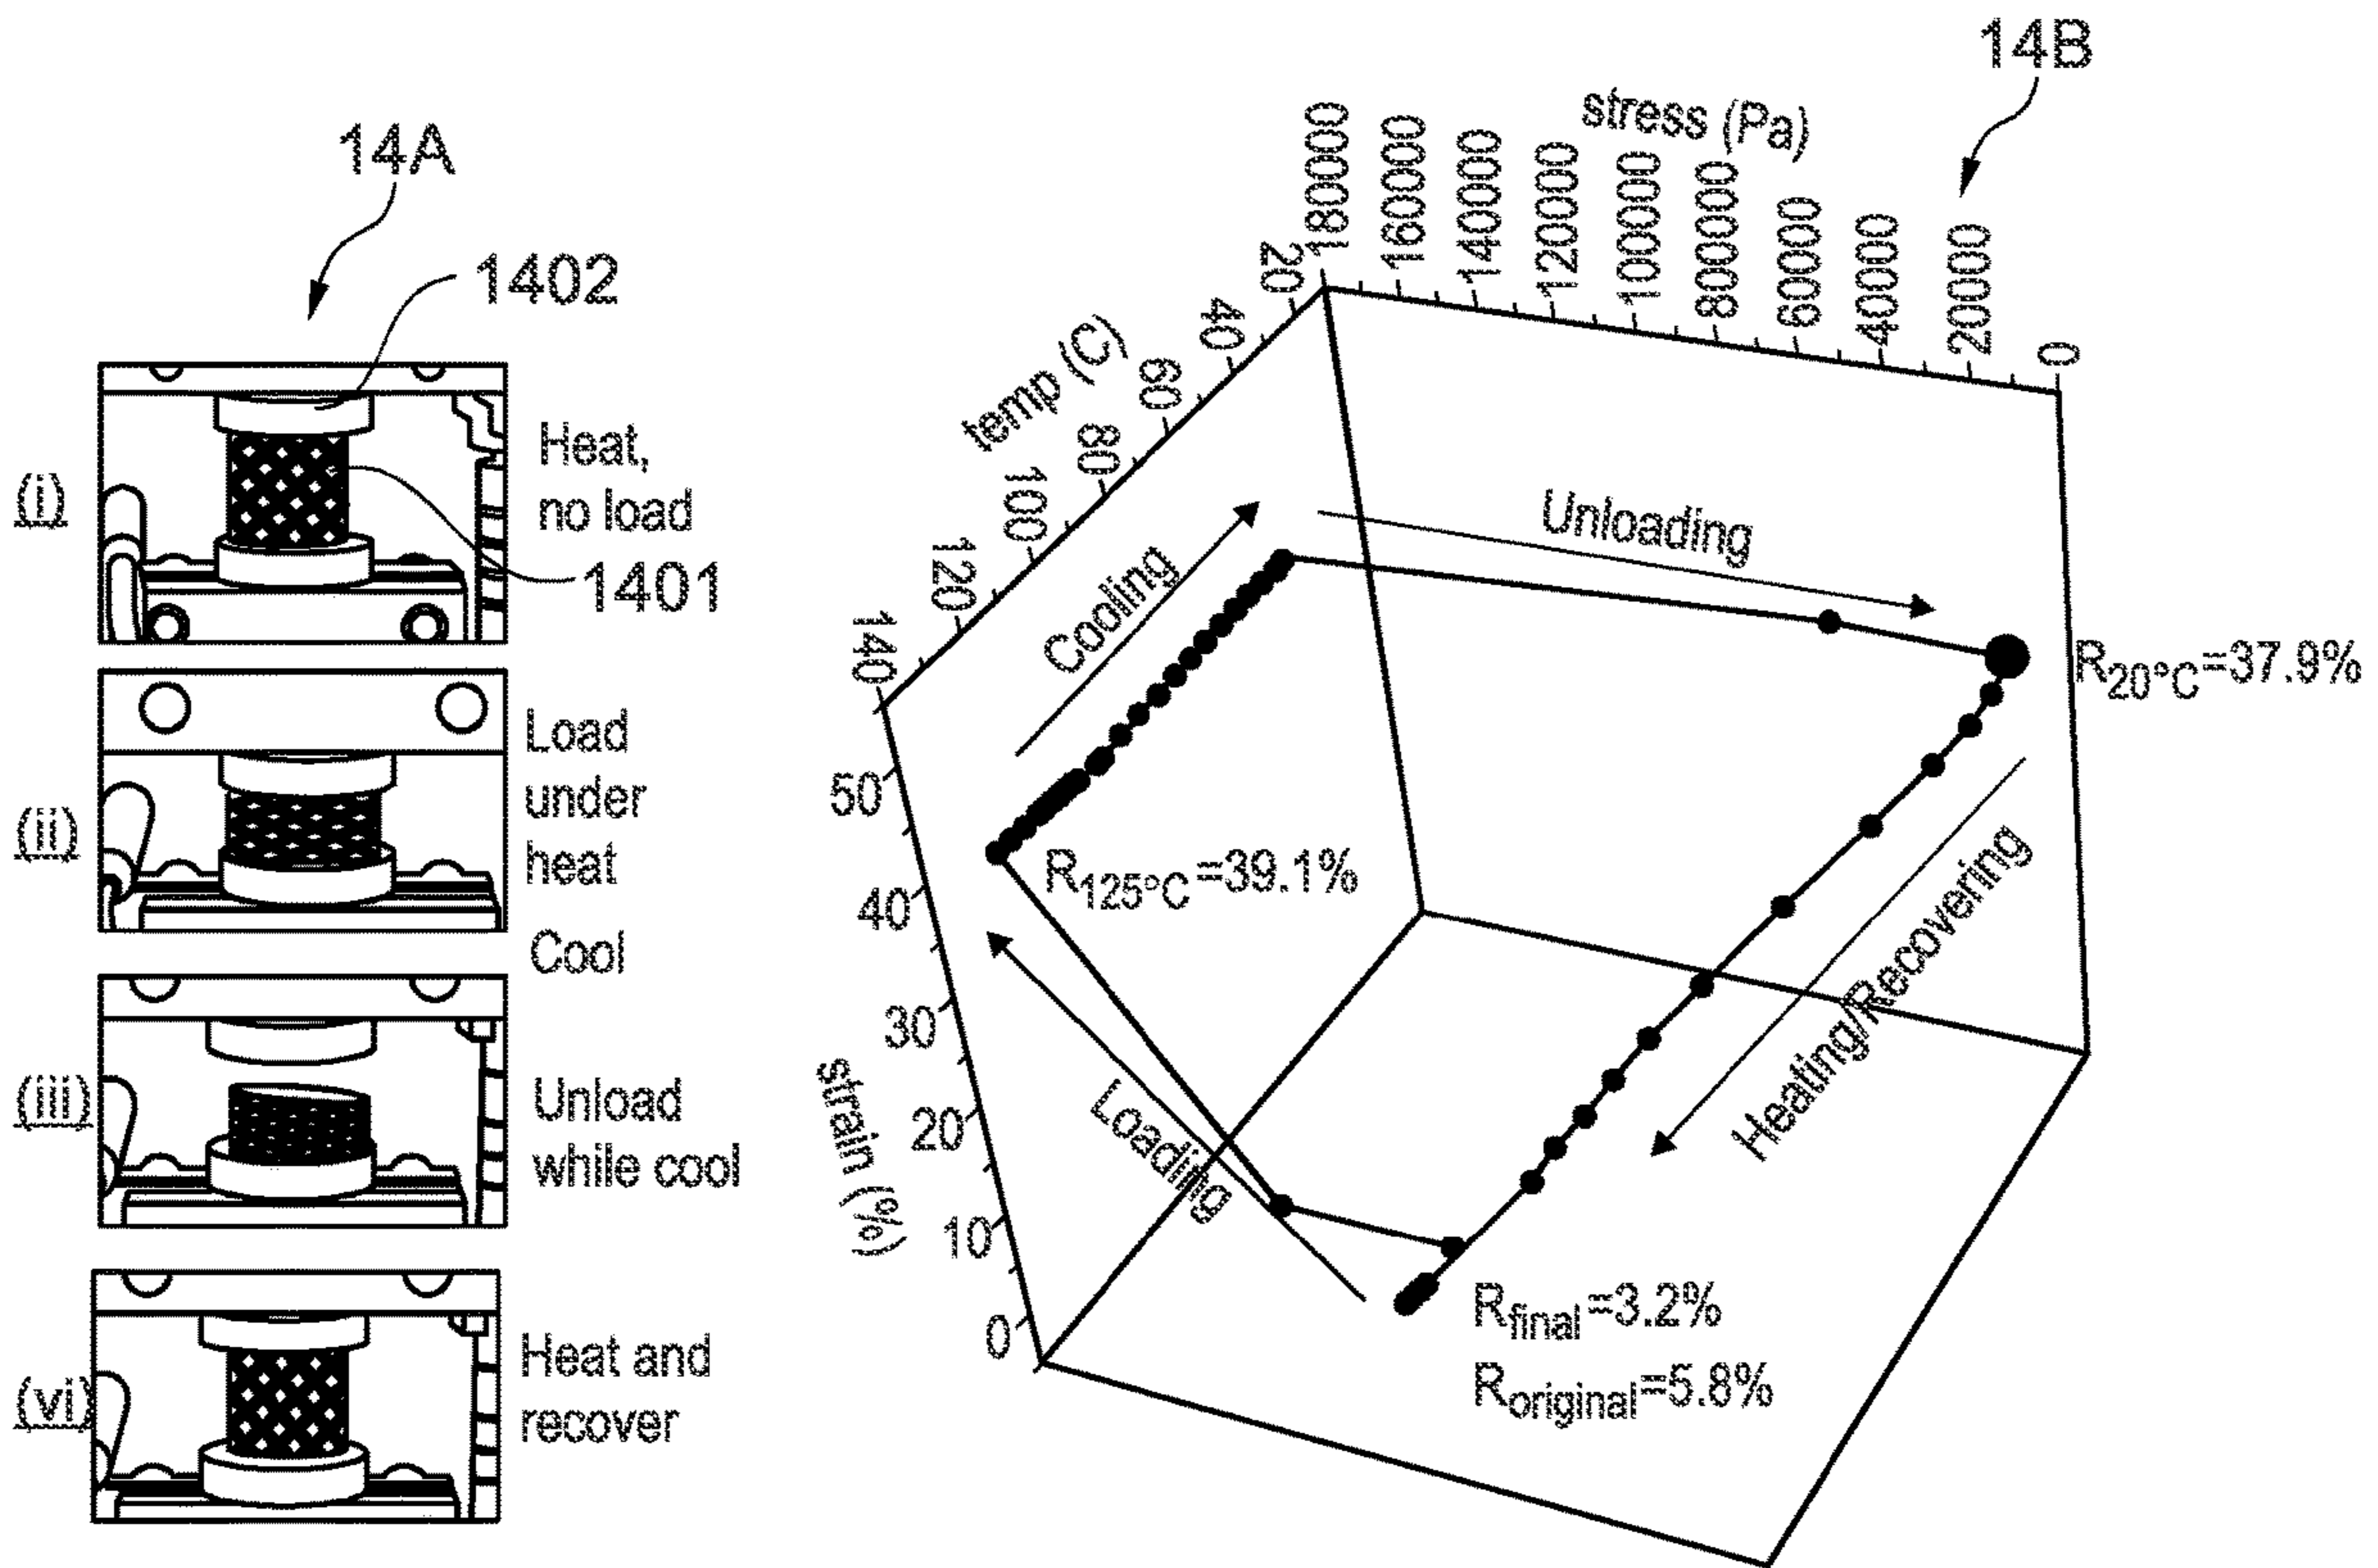 14A
1402
(i)
Heat,
no load
1401
(ii)
Load
under
heat
Cool
(iii)
Unload
while cool
(vi)
Heat and
recover
14B
stress (Pa)
180000
160000
140000
120000
100000
800000
60000
40000
20000
0
temp (C)
20
40
60
80
100
120
140
Cooling
Unloading
R20°C=37.9%
R125°C=39.1%
50
40
30
20
10
0
strain (%)
Loading
Heating/Recovering
Rfinal=3.2%
Roriginal=5.8%